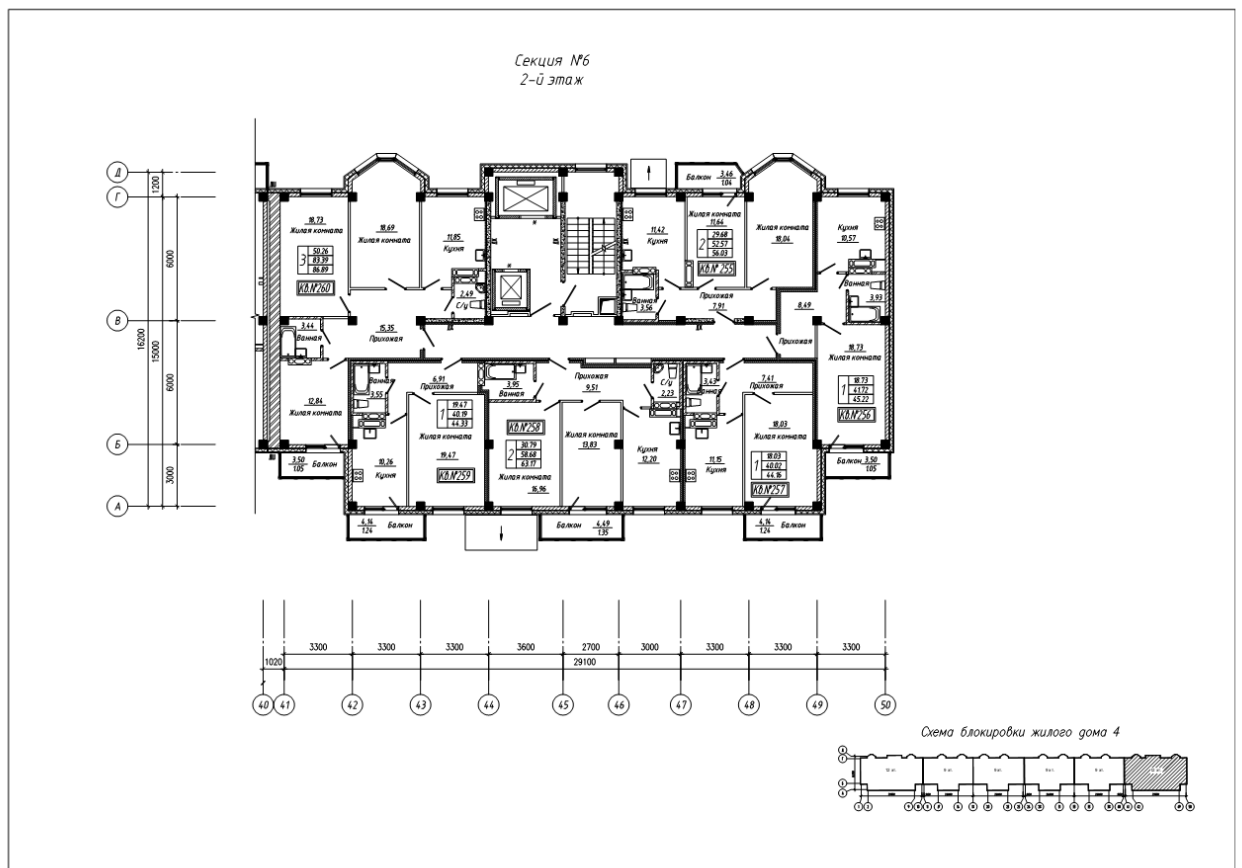 Секция №6
2-й этаж
Д
Г
В
Б
А
1200
6000
6000
3000
15000
16200
18,73
Жилая комната
3
50.26
83.39
86.89
КВ.№260
18,69
Жилая комната
11,85
Кухня
2,49
С/у
3,44
Ванная
15,35
Прихожая
12,84
Жилая комната
3,50
1.05
Балкон
11,42
Кухня
Ванная
3,56
Балкон
3,46
1.04
Жилая комната
11,64
2
29.68
52.57
56.03
КВ.№255
Жилая комната
18,04
Прихожая
7,91
Кухня
10,57
Ванная
3,93
8,49
Прихожая
18,73
Жилая комната
1
18.73
41.72
45.22
КВ.№256
Балкон
3,50
1.05
Ванная
3,55
6,91
Прихожая
1
19.47
40.19
44.33
Жилая комната
19,47
КВ.№259
10,26
Кухня
4,14
1.24
Балкон
3,95
Ванная
Прихожая
9,51
С/у
2,23
КВ.№258
2
30.79
58.68
63.17
Жилая комната
16,96
Жилая комната
13,83
Кухня
12,20
Балкон
4,49
1.35
3,43
Ванная
7,41
Прихожая
18,03
Жилая комната
1
18.03
40.02
44.16
КВ.№257
11,15
Кухня
4,14
1.24
Балкон
3300
3300
3300
3600
2700
3000
3300
3300
3300
1020
29100
40
41
42
43
44
45
46
47
48
49
50
Схема блокировки жилого дома 4